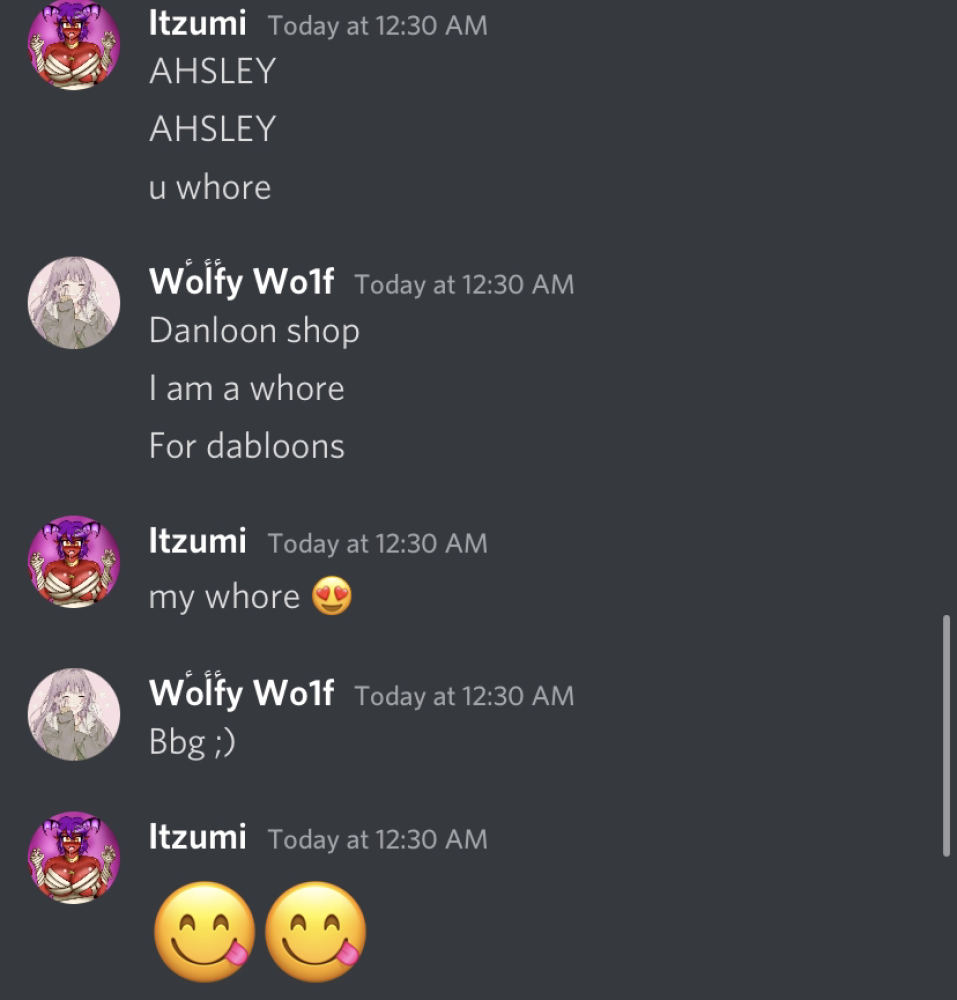 Itzumi Today at 12:30 AM
AHSLEY
AHSLEY
u whore
Wٔolٔfٔy Wo1f Today at 12:30 AM
Danloon shop
I am a whore
For dabloons
Itzumi Today at 12:30 AM
my whore 😍
Wٔolٔfٔy Wo1f Today at 12:30 AM
Bbg ;)
Itzumi Today at 12:30 AM
😋😋